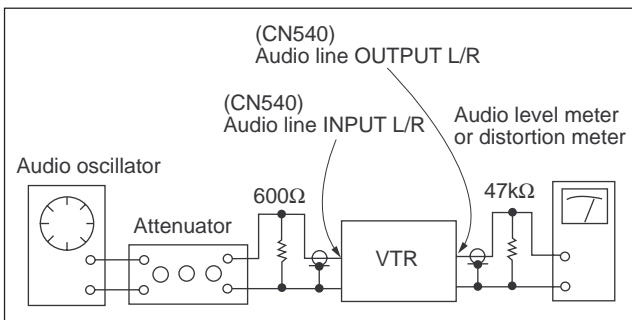 (CN540)
Audio line OUTPUT L/R
(CN540)
Audio line INPUT L/R
Audio level meter
or distortion meter
Audio oscillator
600Ω
47kΩ
Attenuator
VTR